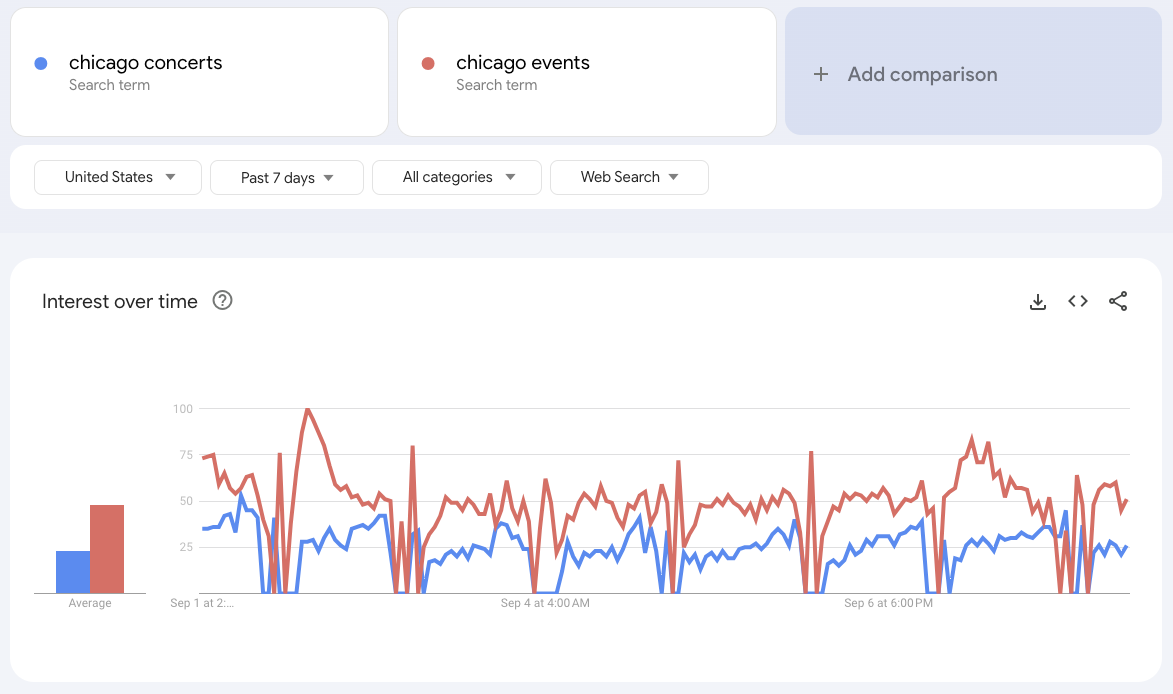 chicago concerts
Search term
chicago events
Search term
+ Add comparison
United States
Past 7 days
All categories
Web Search
Interest over time
?
100
75
50
25
Average
Sep 1 at 2:…
Sep 4 at 4:00 AM
Sep 6 at 6:00 PM